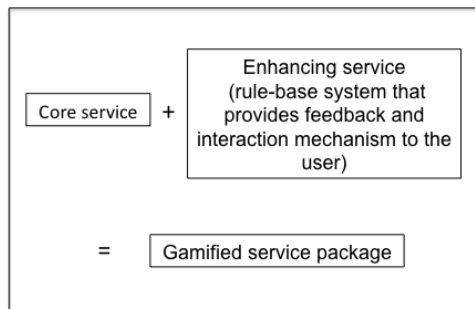 Enhancing service
(rule-base system that
Core service + provides feedback and
interaction mechanism to the
user)
= Gamified service package